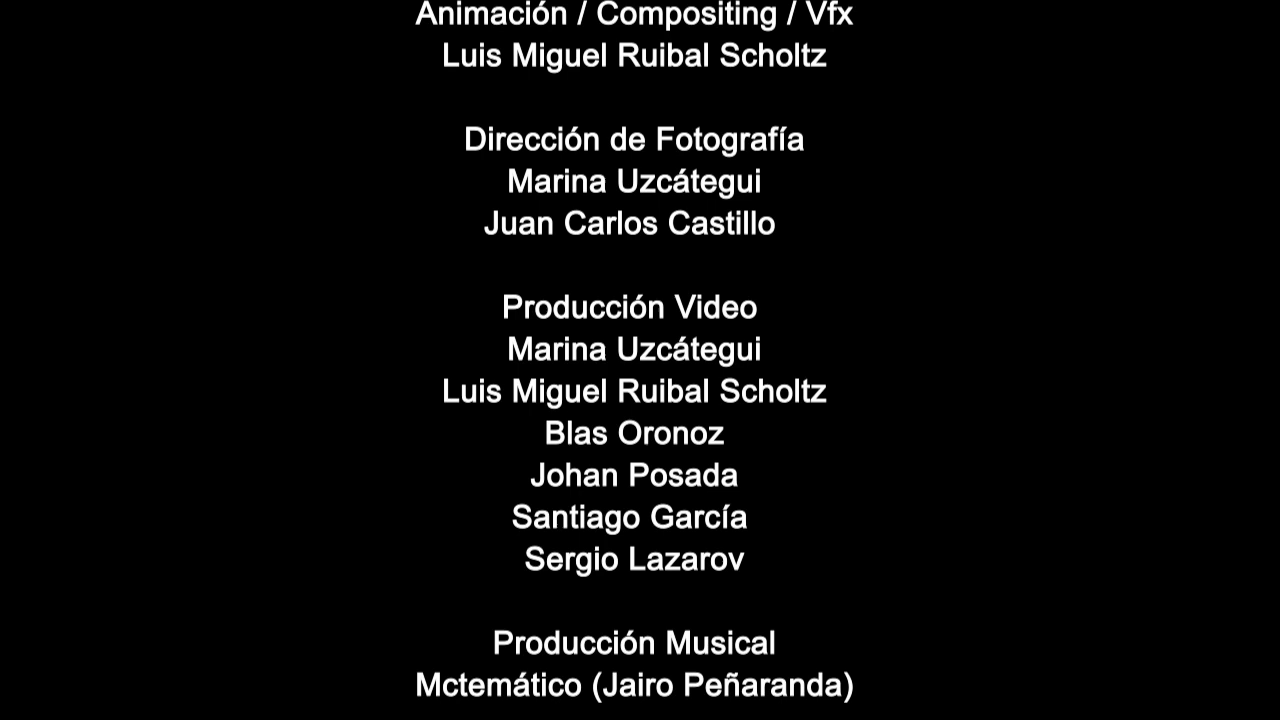 Animación / Compositing / Vfx
Luis Miguel Ruibal Scholtz
Dirección de Fotografía
Marina Uzcátegui
Juan Carlos Castillo
Producción Video
Marina Uzcátegui
Luis Miguel Ruibal Scholtz
Blas Oronoz
Johan Posada
Santiago García
Sergio Lazarov
Producción Musical
Mctemático (Jairo Peñaranda)